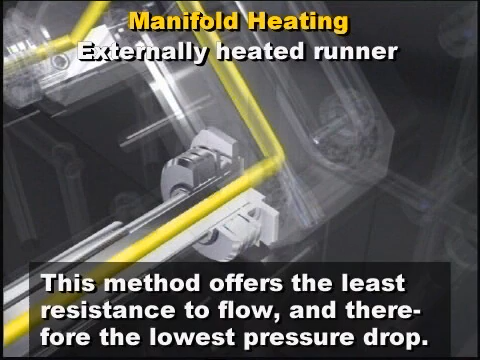 Manifold Heating
Externally heated runner
This method offers the least
resistance to flow, and there-
fore the lowest pressure drop.